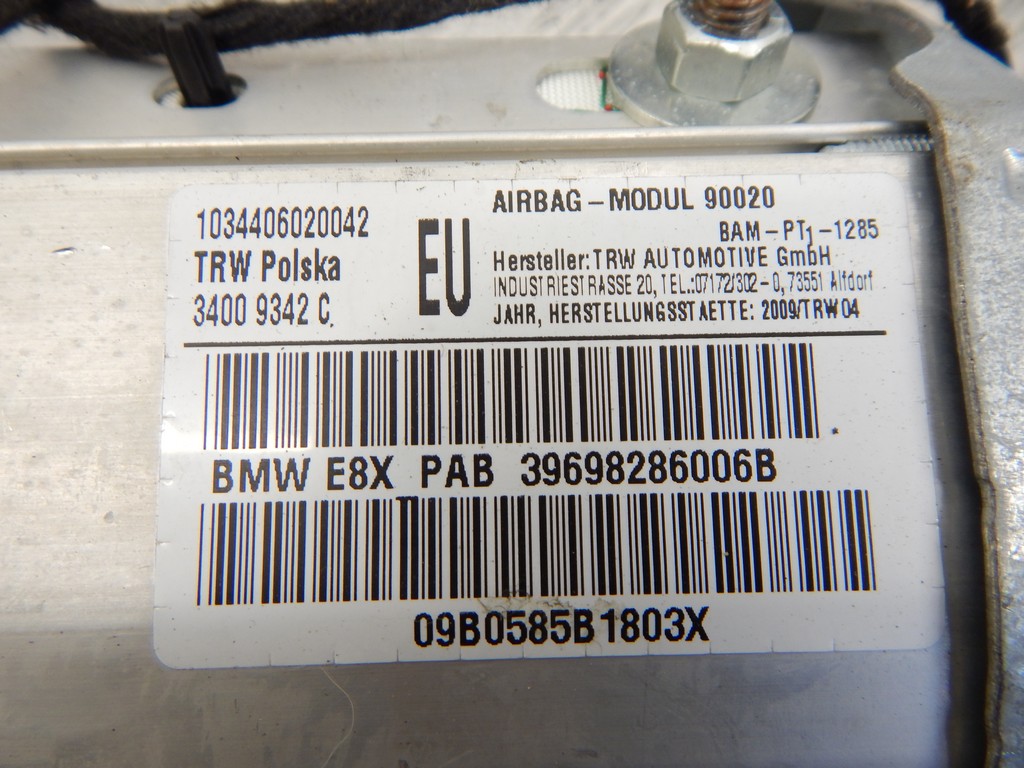 1034406020042
TRW Polska
3400 9342 C
EU
AIRBAG-MODUL 90020
BAM-PT1-1285
Hersteller: TRW AUTOMOTIVE GmbH
INDUSTRIESTRASSE 20, TEL.:07172/302-0, 73551 Alfdorf
JAHR, HERSTELLUNGSSTAETTE: 2009/TRW04
BMW E8X PAB 39698286006B
09B0585B1803X